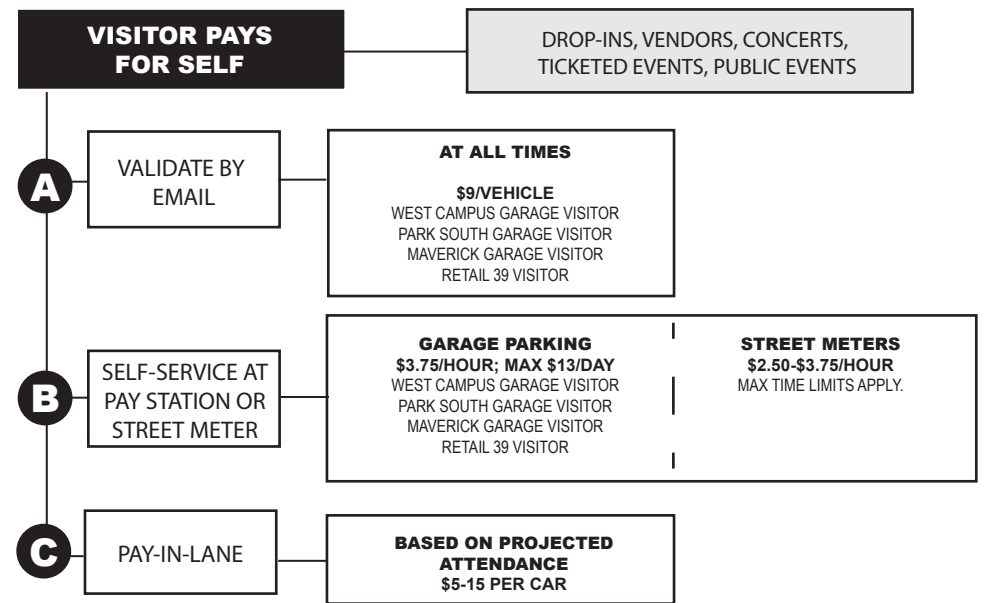 VISITOR PAYS
FOR SELF
DROP-INS, VENDORS, CONCERTS,
TICKETED EVENTS, PUBLIC EVENTS
A
VALIDATE BY
EMAIL
AT ALL TIMES
$9/VEHICLE
WEST CAMPUS GARAGE VISITOR
PARK SOUTH GARAGE VISITOR
MAVERICK GARAGE VISITOR
RETAIL 39 VISITOR
B
SELF-SERVICE AT
PAY STATION OR
STREET METER
GARAGE PARKING
$3.75/HOUR; MAX $13/DAY
WEST CAMPUS GARAGE VISITOR
PARK SOUTH GARAGE VISITOR
MAVERICK GARAGE VISITOR
RETAIL 39 VISITOR
STREET METERS
$2.50-$3.75/HOUR
MAX TIME LIMITS APPLY.
C
PAY-IN-LANE
BASED ON PROJECTED
ATTENDANCE
$5-15 PER CAR